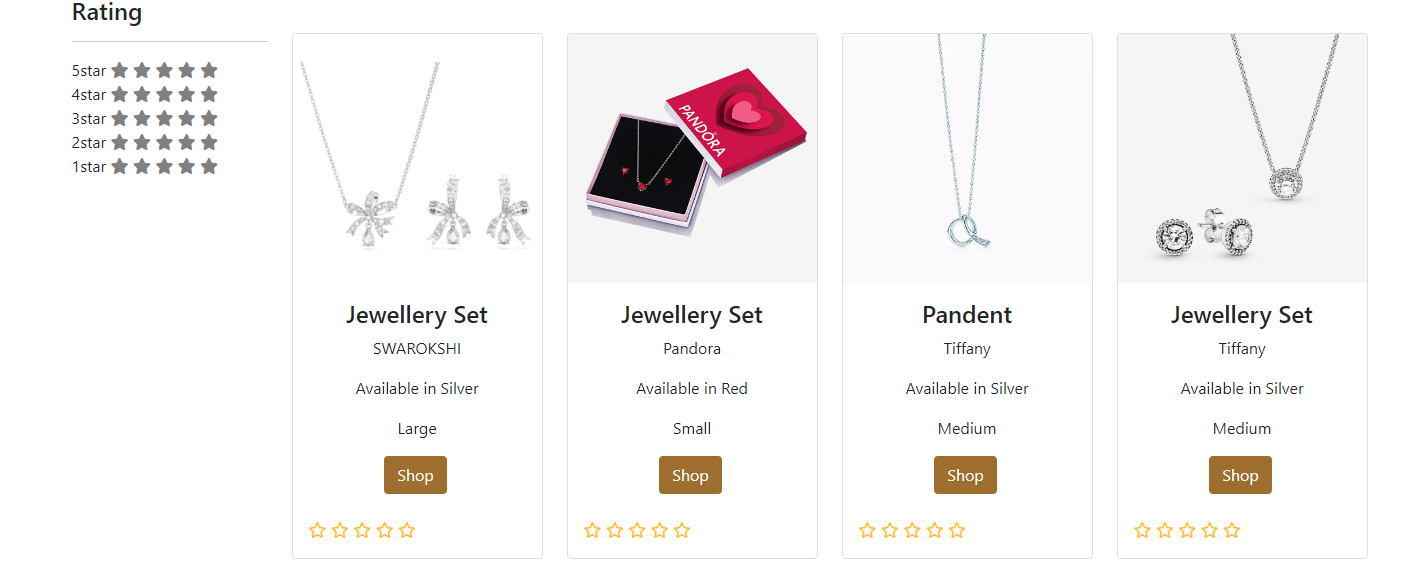 Rating
5star
4star
3star
2star
1star
PANDORA
Jewellery Set
SWAROKSHI
Available in Silver
Large
Shop
Jewellery Set
Pandora
Available in Red
Small
Shop
Pandent
Tiffany
Available in Silver
Medium
Shop
Jewellery Set
Tiffany
Available in Silver
Medium
Shop